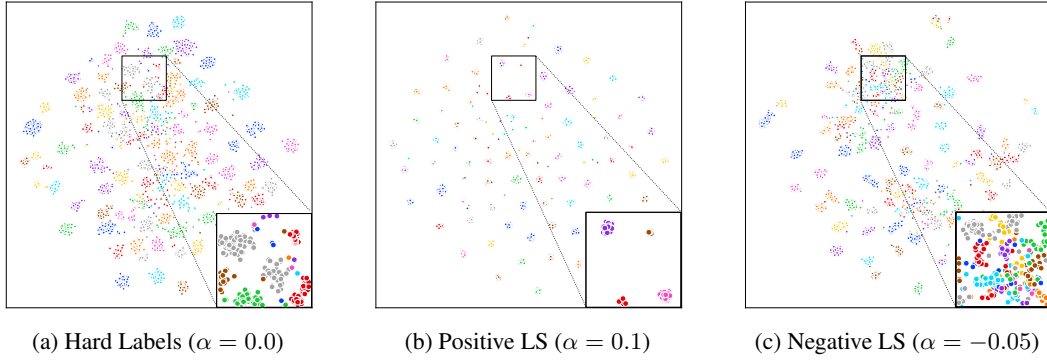 (a) Hard Labels (α = 0.0)
(b) Positive LS (α = 0.1)
(c) Negative LS (α = −0.05)